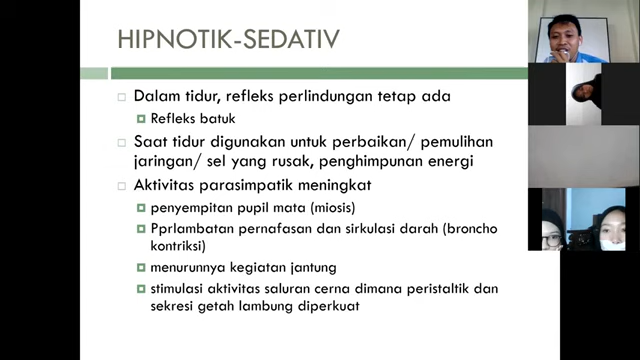 HIPNOTIK-SEDATIV
Dalam tidur, refleks perlindungan tetap ada
Refleks batuk
Saat tidur digunakan untuk perbaikan/ pemulihan
jaringan/ sel yang rusak, penghimpunan energi
Aktivitas parasimpatik meningkat
penyempitan pupil mata (miosis)
Pprlambatan pernafasan dan sirkulasi darah (broncho
kontriksi)
menurunnya kegiatan jantung
stimulasi aktivitas saluran cerna dimana peristaltik dan
sekresi getah lambung diperkuat